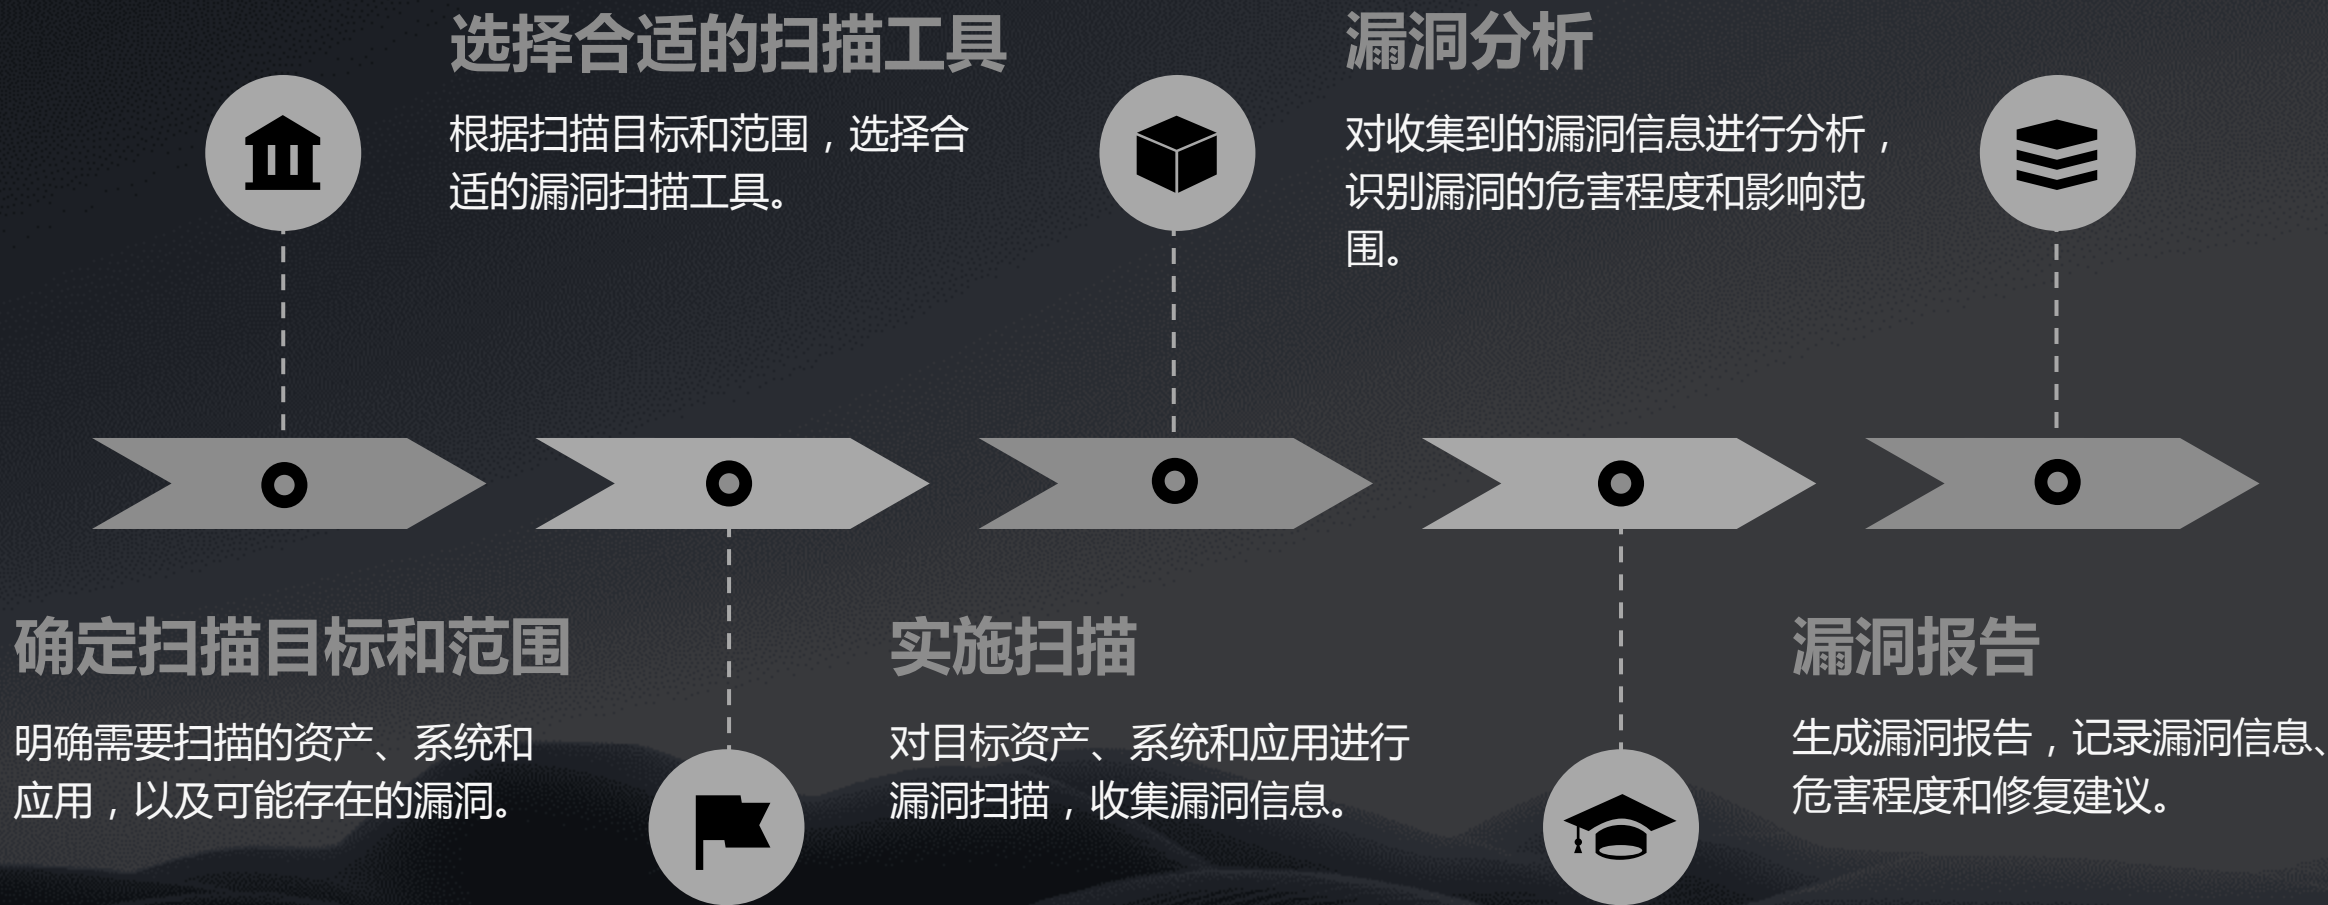 选择合适的扫描工具
根据扫描目标和范围，选择合
适的漏洞扫描工具。
漏洞分析
对收集到的漏洞信息进行分析，
识别漏洞的危害程度和影响范
围。
确定扫描目标和范围
明确需要扫描的资产、系统和
应用，以及可能存在的漏洞。
实施扫描
对目标资产、系统和应用进行
漏洞扫描，收集漏洞信息。
漏洞报告
生成漏洞报告，记录漏洞信息、
危害程度和修复建议。